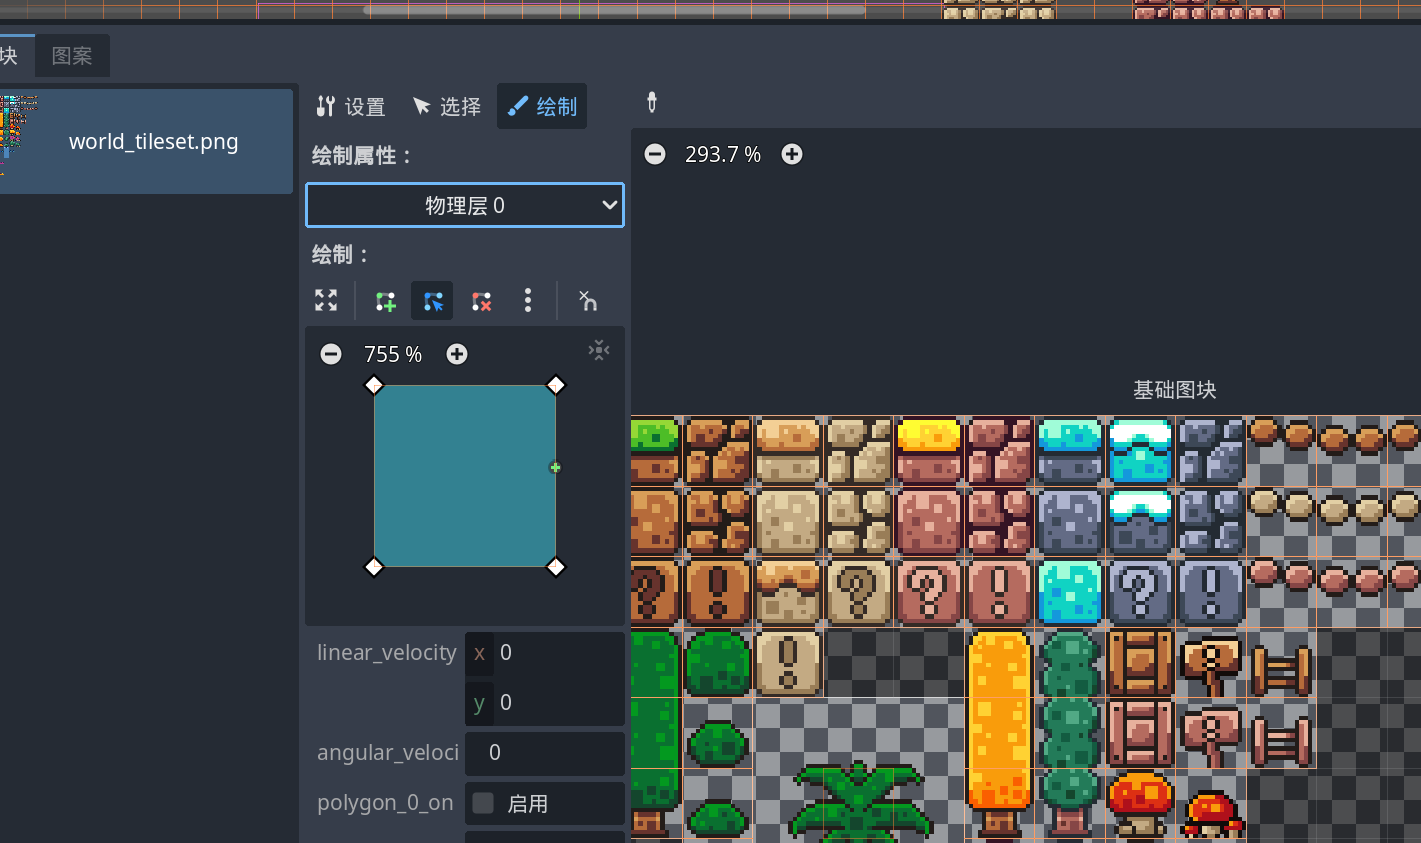 块 图案
world_tileset.png
设置 选择 绘制
绘制属性：
物理层 0
绘制：
755 %
linear_velocity x 0
y 0
angular_veloci 0
polygon_0_on 启用
293.7 %
基础图块
? ! ? ? ! ? !
!